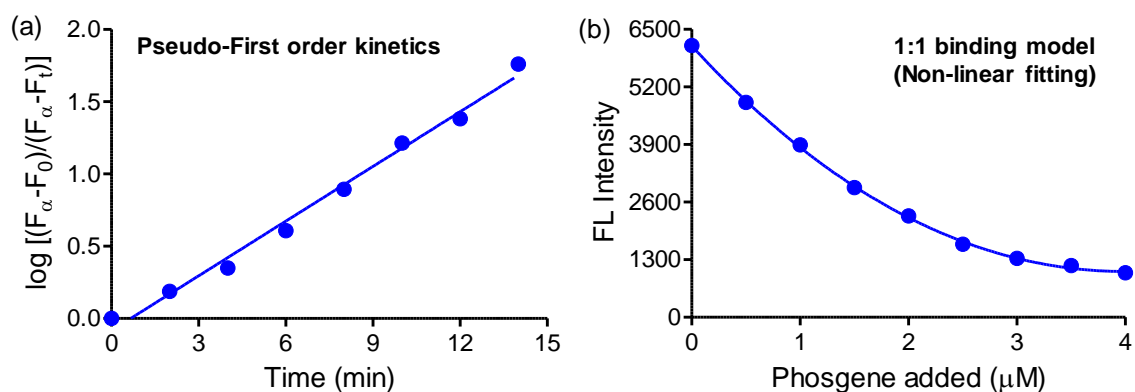 (a)
Pseudo-First order kinetics
log [(Fα-F0)/(Fα-Ft)]
2.0
1.5
1.0
0.5
0.0
0 3 6 9 12 15
Time (min)
(b)
1:1 binding model
(Non-linear fitting)
FL Intensity
6500
5200
3900
2600
1300
0
0 1 2 3 4
Phosgene added (μM)